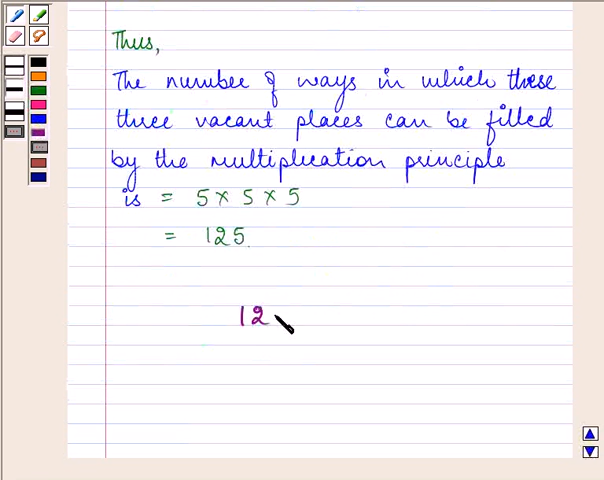 Thus,
The number of ways in which these
three vacant places can be filled
by the multiplication principle
is = 5 × 5 × 5
= 125.
12